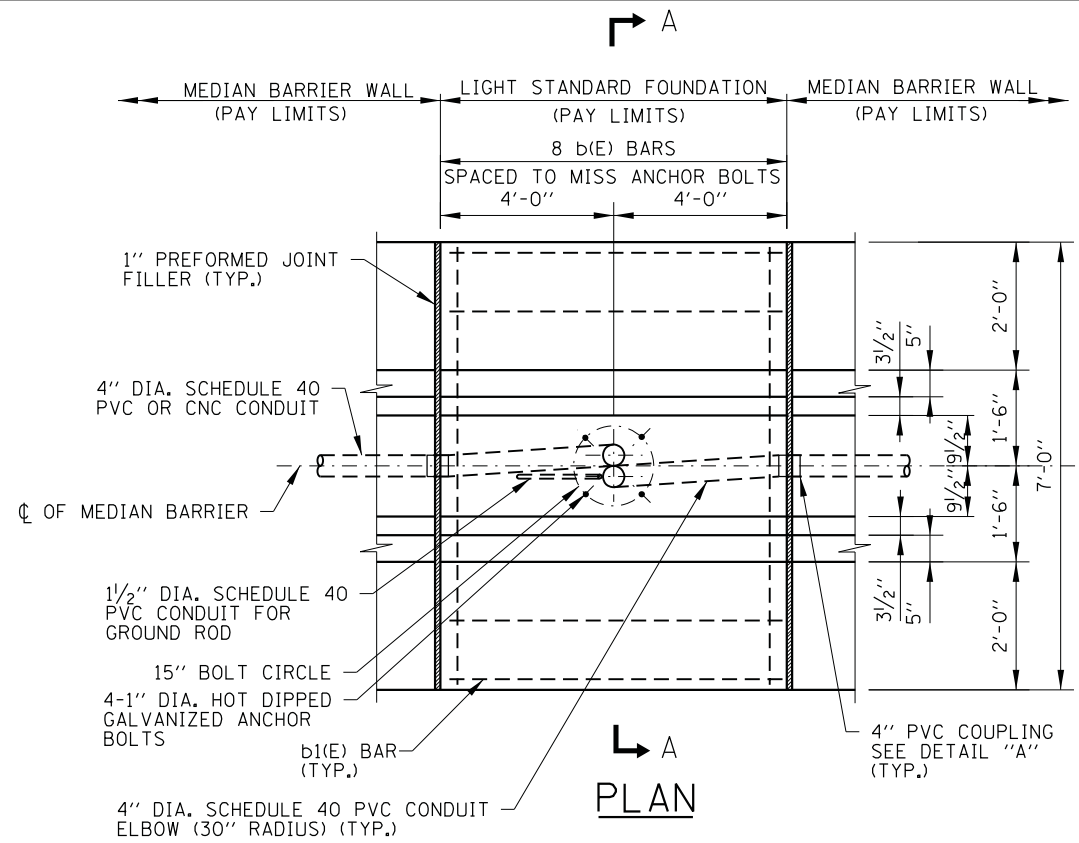 A
MEDIAN BARRIER WALL
(PAY LIMITS)
LIGHT STANDARD FOUNDATION
(PAY LIMITS)
MEDIAN BARRIER WALL
(PAY LIMITS)
8 b(E) BARS
SPACED TO MISS ANCHOR BOLTS
4'-0"
4'-0"
1" PREFORMED JOINT
FILLER (TYP.)
4" DIA. SCHEDULE 40
PVC OR CNC CONDUIT
℄ OF MEDIAN BARRIER
1½" DIA. SCHEDULE 40
PVC CONDUIT FOR
GROUND ROD
15" BOLT CIRCLE
4-1" DIA. HOT DIPPED
GALVANIZED ANCHOR
BOLTS
b1(E) BAR
(TYP.)
4" DIA. SCHEDULE 40 PVC CONDUIT
ELBOW (30" RADIUS) (TYP.)
3½"
5"
2'-0"
9½"
1'-6"
7'-0"
9½"
1'-6"
3½"
5"
2'-0"
4" PVC COUPLING
SEE DETAIL "A"
(TYP.)
A
PLAN